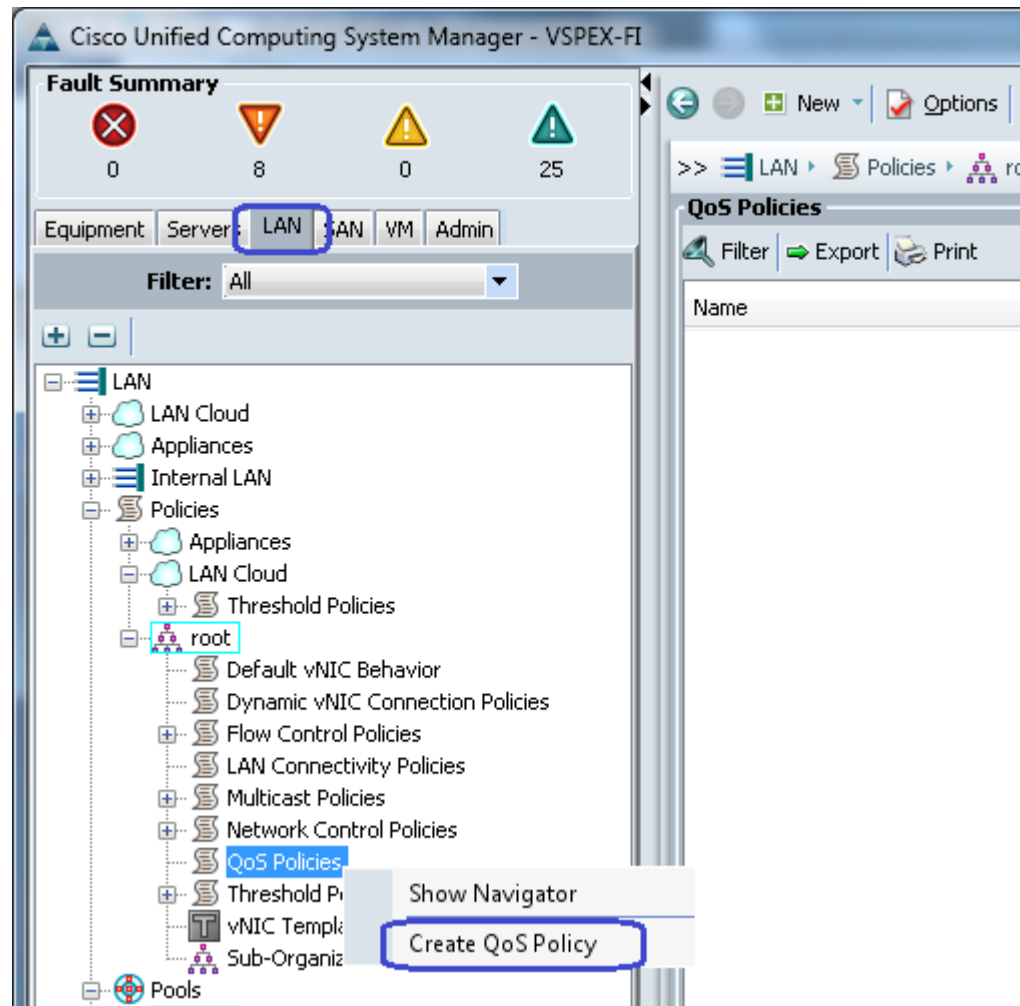 Cisco Unified Computing System Manager - VSPEX-FI
Fault Summary
0 8 0 25
New Options
>> LAN Policies
QoS Policies
Equipment LAN SAN VM Admin
Filter Export Print
Filter: All
Name
LAN
LAN Cloud
Appliances
Internal LAN
Policies
Appliances
LAN Cloud
Threshold Policies
root
Default vNIC Behavior
Dynamic vNIC Connection Policies
Flow Control Policies
LAN Connectivity Policies
Multicast Policies
Network Control Policies
QoS Policies
Threshold
vNIC
Show Navigator
Create QoS Policy
Pools